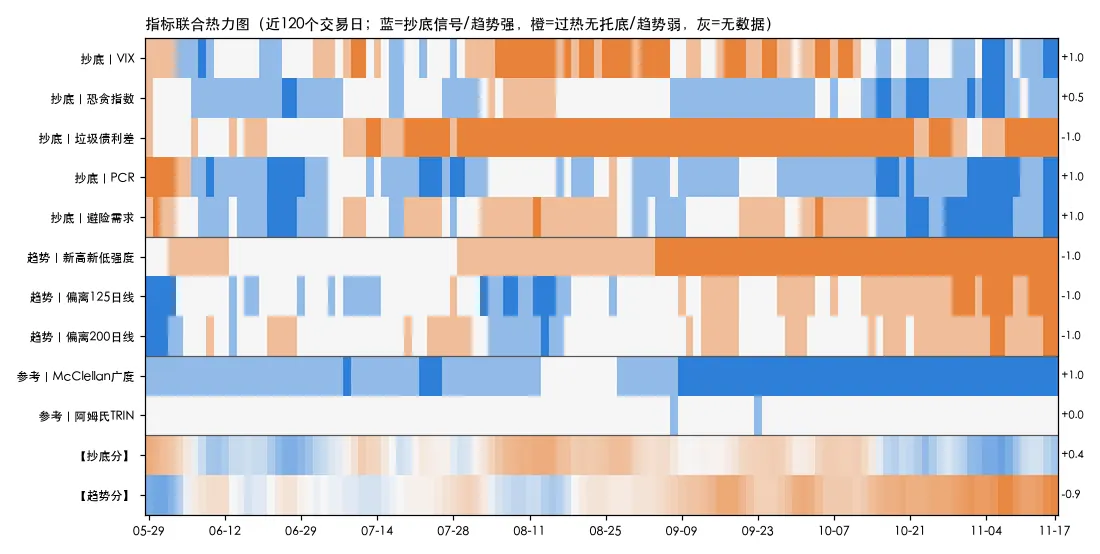 指标联合热力图（近120个交易日；蓝=抄底信号/趋势强，橙=过热无托底/趋势弱，灰=无数据）
抄底 | VIX +1.0
抄底 | 恐贪指数 +0.5
抄底 | 垃圾债利差 -1.0
抄底 | PCR +1.0
抄底 | 避险需求 +1.0
趋势 | 新高新低强度 -1.0
趋势 | 偏离125日线 -1.0
趋势 | 偏离200日线 -1.0
参考 | McClellan广度 +1.0
参考 | 阿姆氏TRIN +0.0
【抄底分】 +0.4
【趋势分】 -0.9
05-29 06-12 06-29 07-14 07-28 08-11 08-25 09-09 09-23 10-07 10-21 11-04 11-17